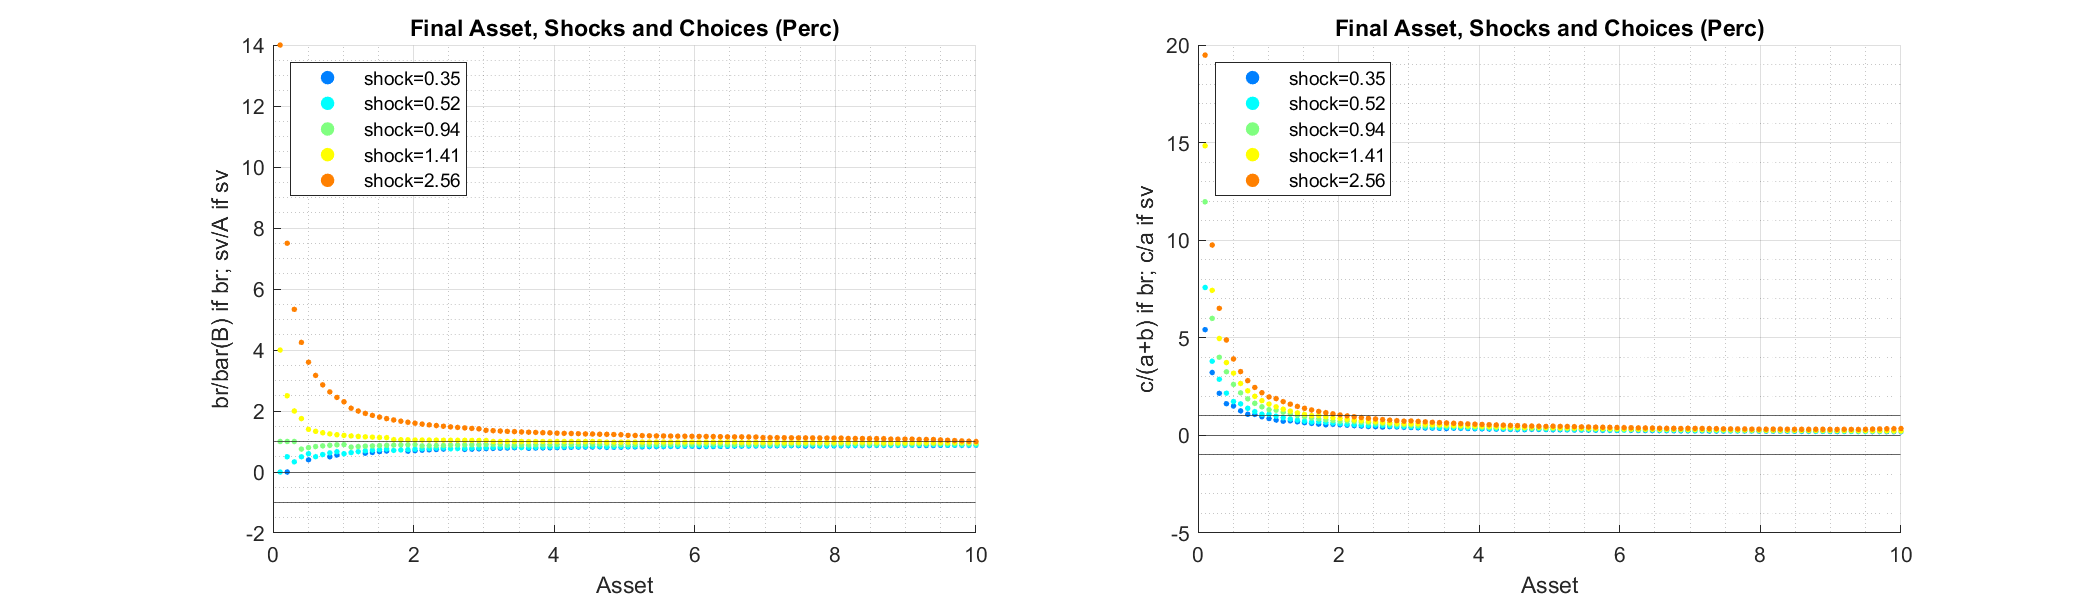 Final Asset, Shocks and Choices (Perc)
br/bar(B) if br; sv/A if sv
14
12
10
8
6
4
2
0
-2
shock=0.35
shock=0.52
shock=0.94
shock=1.41
shock=2.56
0 2 4 6 8 10
Asset
Final Asset, Shocks and Choices (Perc)
c/(a+b) if br; c/a if sv
20
15
10
5
0
-5
shock=0.35
shock=0.52
shock=0.94
shock=1.41
shock=2.56
0 2 4 6 8 10
Asset